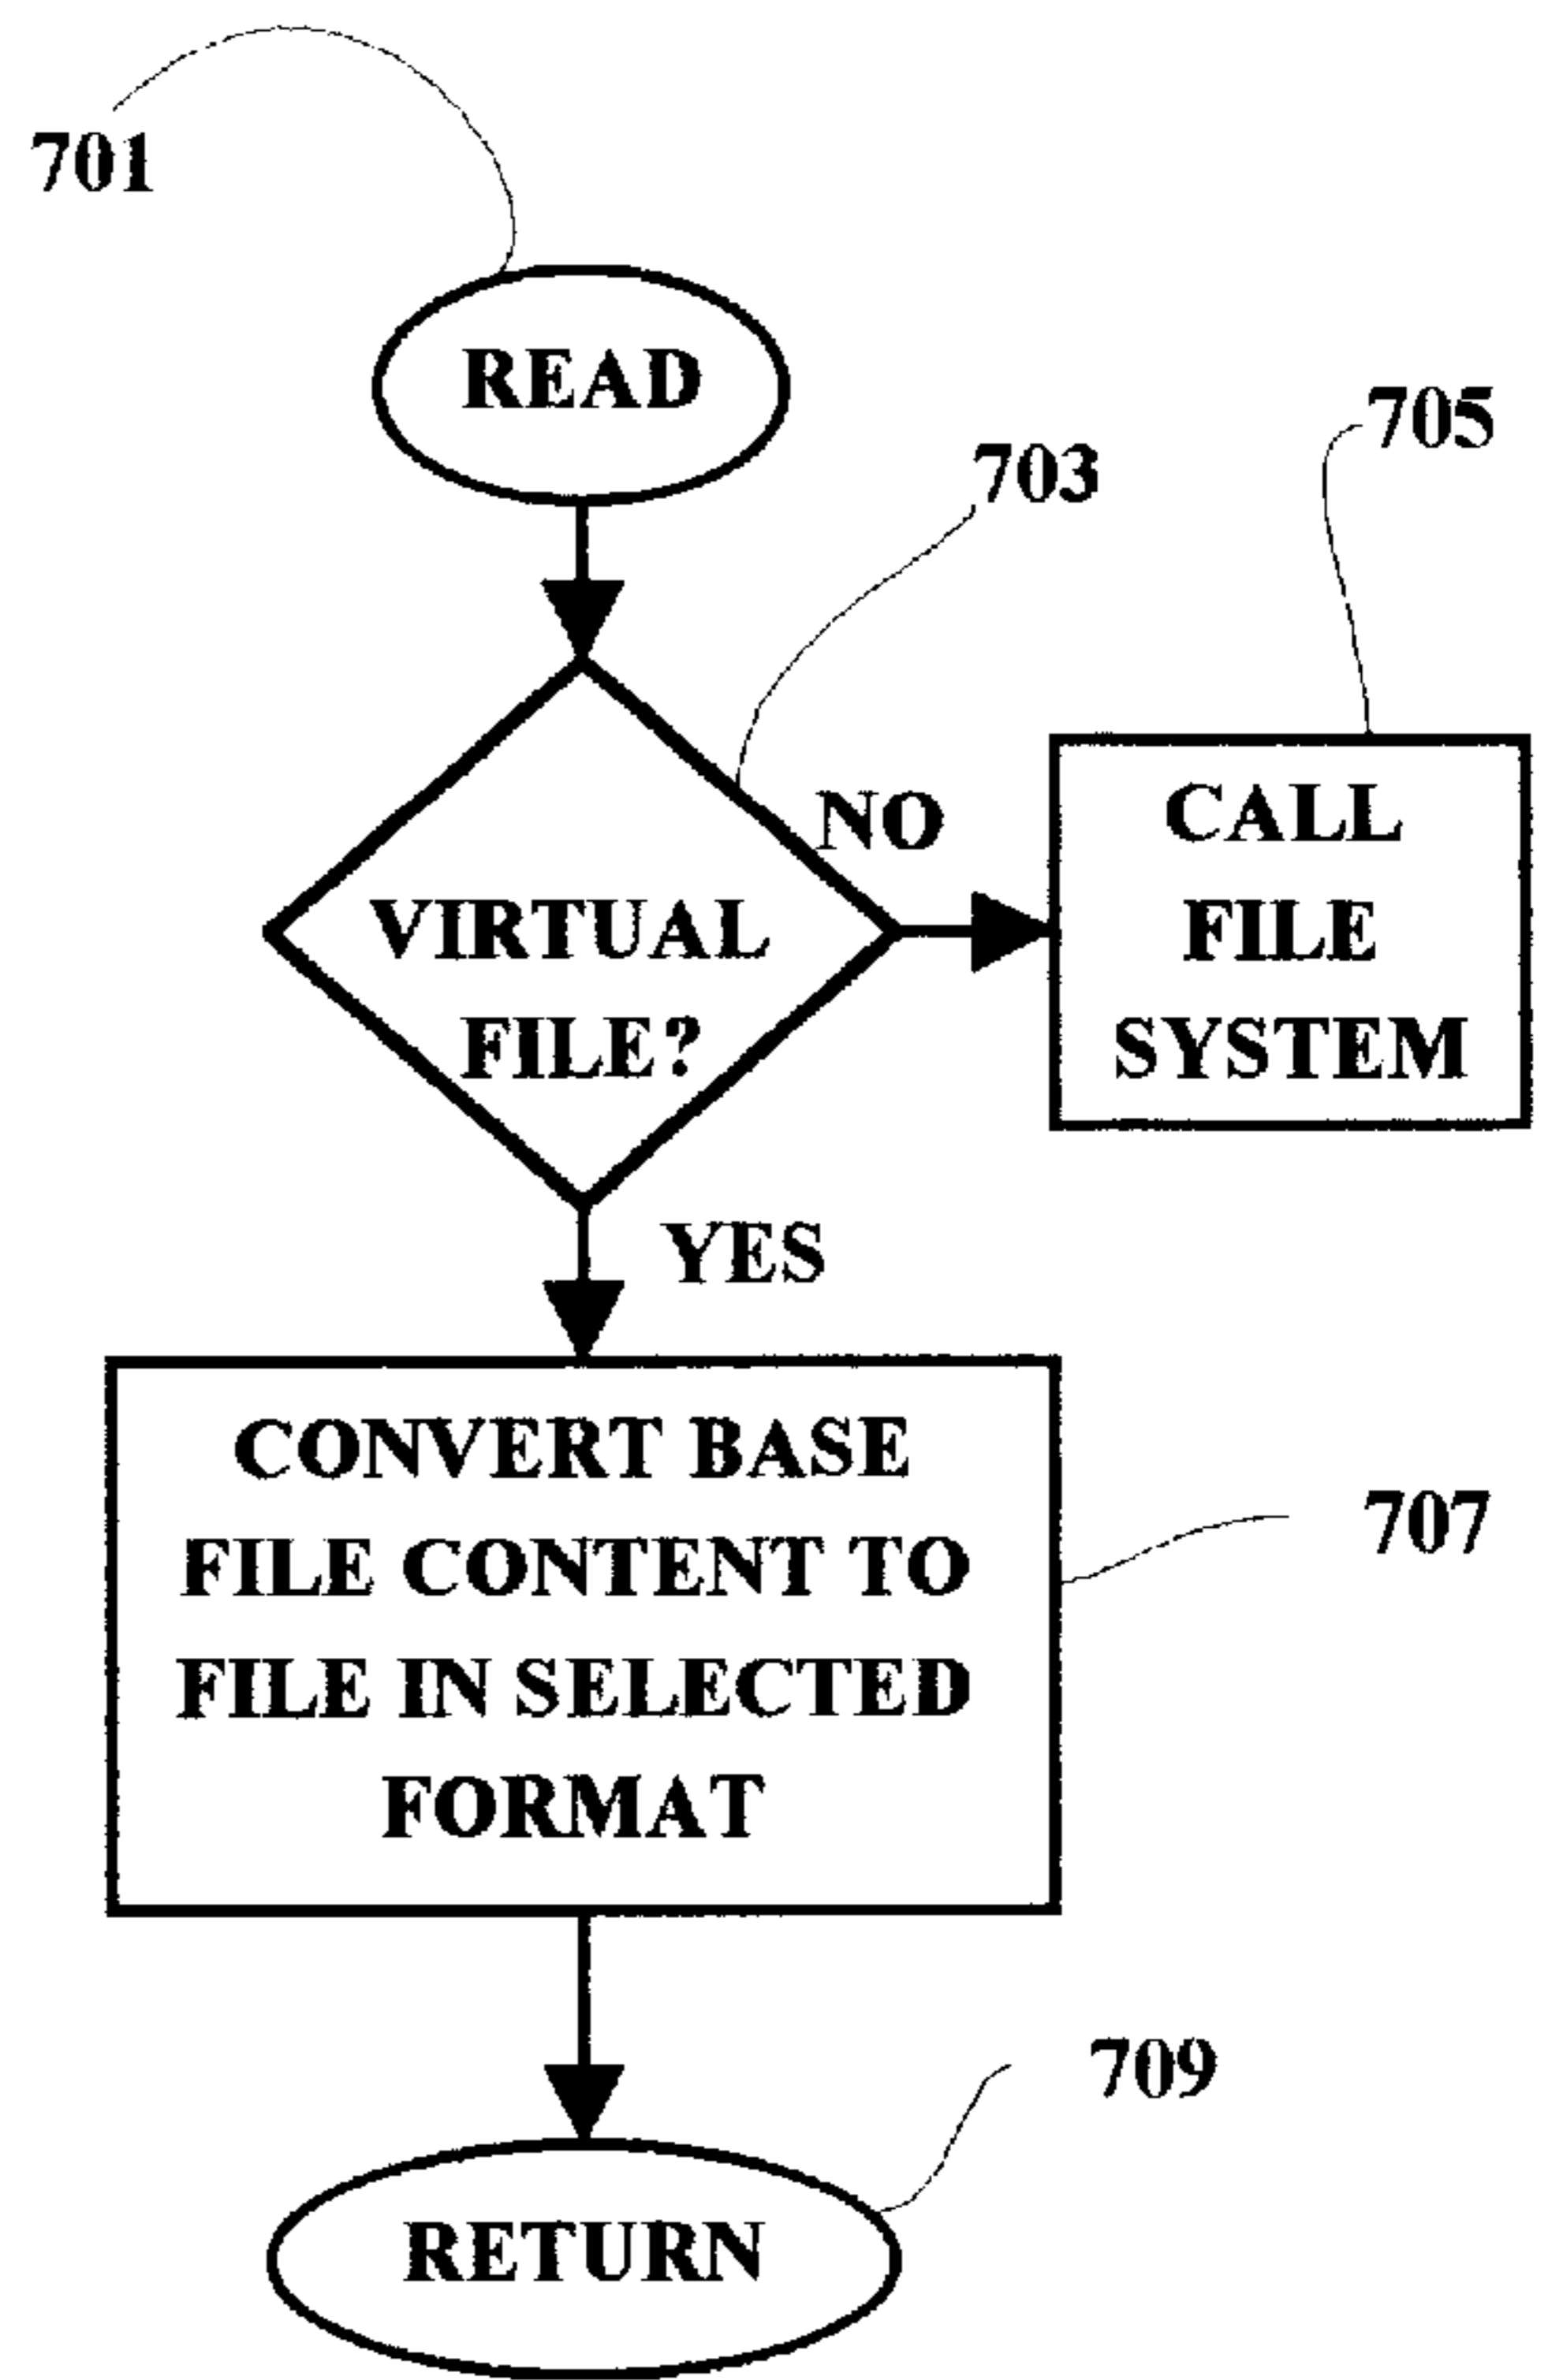 701
READ
705
703
NO
CALL
FILE
SYSTEM
VIRTUAL
FILE?
YES
CONVERT BASE
FILE CONTENT TO
FILE IN SELECTED
FORMAT
707
709
RETURN